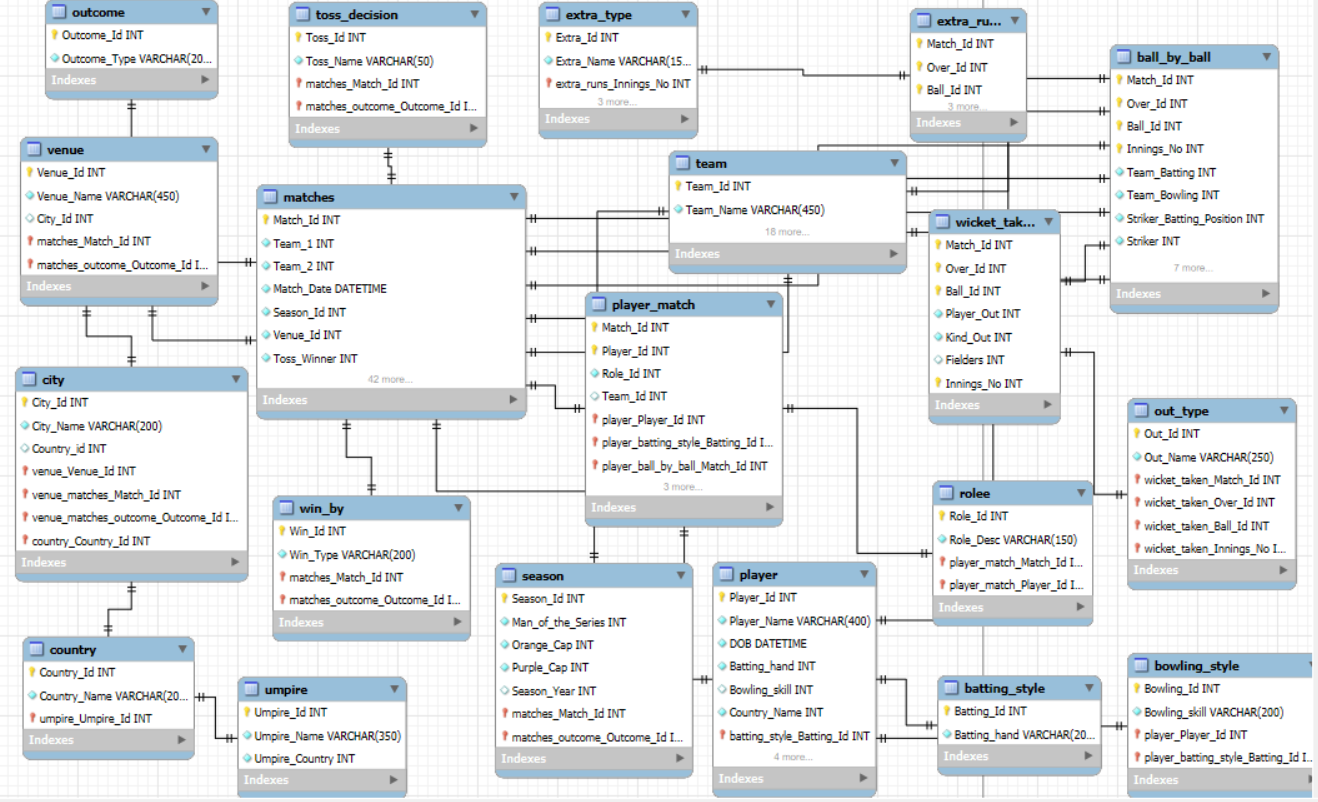 outcome
Outcome_Id INT
Outcome_Type VARCHAR(20...
Indexes
toss_decision
Toss_Id INT
Toss_Name VARCHAR(50)
matches_Match_Id INT
matches_outcome_Outcome_Id I...
Indexes
extra_type
Extra_Id INT
Extra_Name VARCHAR(15...
extra_runs_Innings_No INT
3 more...
Indexes
extra_ru...
Match_Id INT
Over_Id INT
Ball_Id INT
3 more...
Indexes
ball_by_ball
Match_Id INT
Over_Id INT
Ball_Id INT
Innings_No INT
Team_Batting INT
Team_Bowling INT
Striker_Batting_Position INT
Striker INT
7 more...
Indexes
venue
Venue_Id INT
Venue_Name VARCHAR(450)
City_Id INT
matches_Match_Id INT
matches_outcome_Outcome_Id I...
Indexes
matches
Match_Id INT
Team_1 INT
Team_2 INT
Match_Date DATETIME
Season_Id INT
Venue_Id INT
Toss_Winner INT
42 more...
Indexes
team
Team_Id INT
Team_Name VARCHAR(450)
18 more...
Indexes
wicket_tak...
Match_Id INT
Over_Id INT
Ball_Id INT
Player_Out INT
Kind_Out INT
Fielders INT
Innings_No INT
Indexes
player_match
Match_Id INT
Player_Id INT
Role_Id INT
Team_Id INT
player_Player_Id INT
player_batting_style_Batting_Id I...
player_ball_by_ball_Match_Id INT
3 more...
Indexes
city
City_Id INT
City_Name VARCHAR(200)
Country_id INT
venue_Venue_Id INT
venue_matches_Match_Id INT
venue_matches_outcome_Outcome_Id I...
country_Country_Id INT
Indexes
out_type
Out_Id INT
Out_Name VARCHAR(250)
wicket_taken_Match_Id INT
wicket_taken_Over_Id INT
wicket_taken_Ball_Id INT
wicket_taken_Innings_No I...
Indexes
win_by
Win_Id INT
Win_Type VARCHAR(200)
matches_Match_Id INT
matches_outcome_Outcome_Id I...
Indexes
rolee
Role_Id INT
Role_Desc VARCHAR(150)
player_match_Match_Id I...
player_match_Player_Id I...
Indexes
season
Season_Id INT
Man_of_the_Series INT
Orange_Cap INT
Purple_Cap INT
Season_Year INT
matches_Match_Id INT
matches_outcome_Outcome_Id I...
Indexes
player
Player_Id INT
Player_Name VARCHAR(400)
DOB DATETIME
Batting_hand INT
Bowling_skill INT
Country_Name INT
batting_style_Batting_Id INT
4 more...
Indexes
country
Country_Id INT
Country_Name VARCHAR(20...
umpire_Umpire_Id INT
Indexes
umpire
Umpire_Id INT
Umpire_Name VARCHAR(350)
Umpire_Country INT
Indexes
batting_style
Batting_Id INT
Batting_hand VARCHAR(20...
Indexes
bowling_style
Bowling_Id INT
Bowling_skill VARCHAR(200)
player_Player_Id INT
player_batting_style_Batting_Id I...
Indexes